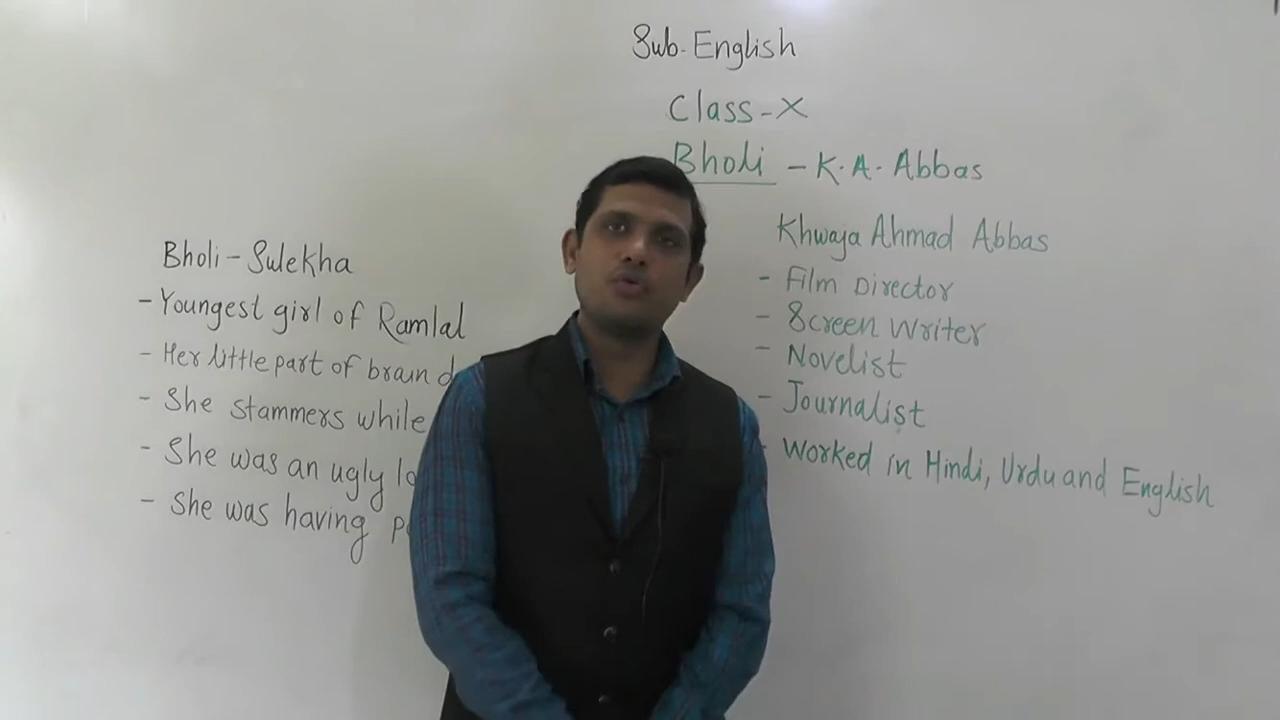 Sub-English
Class-X
Bholi - K.A. Abbas
Bholi - Sulekha
- Youngest girl of Ramlal
- Her little part of brain
- She stammers while
- She was an ugly
- She was having
Khwaja Ahmad Abbas
- Film Director
- Screen Writer
- Novelist
- Journalist
- Worked in Hindi, Urdu and English